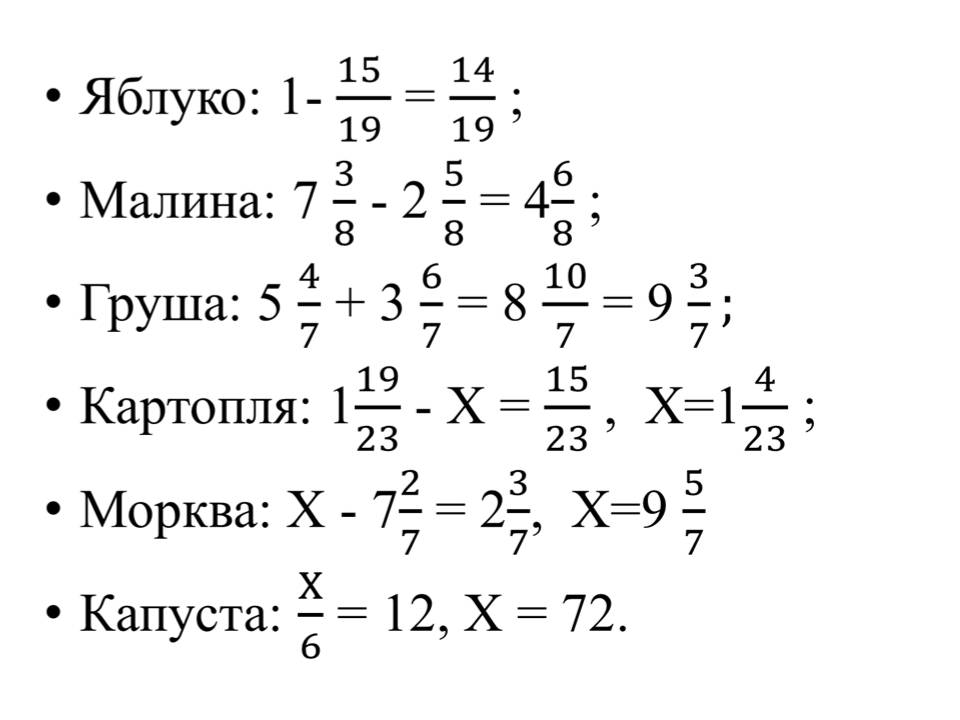 • Яблуко: 1- 15/19 = 14/19 ;
• Малина: 7 3/8 - 2 5/8 = 4 6/8 ;
• Груша: 5 4/7 + 3 6/7 = 8 10/7 = 9 3/7 ;
• Картопля: 1 19/23 - Х = 15/23 , Х=1 4/23 ;
• Морква: Х - 7 2/7 = 2 3/7, Х=9 5/7
• Капуста: Х/6 = 12, Х = 72.